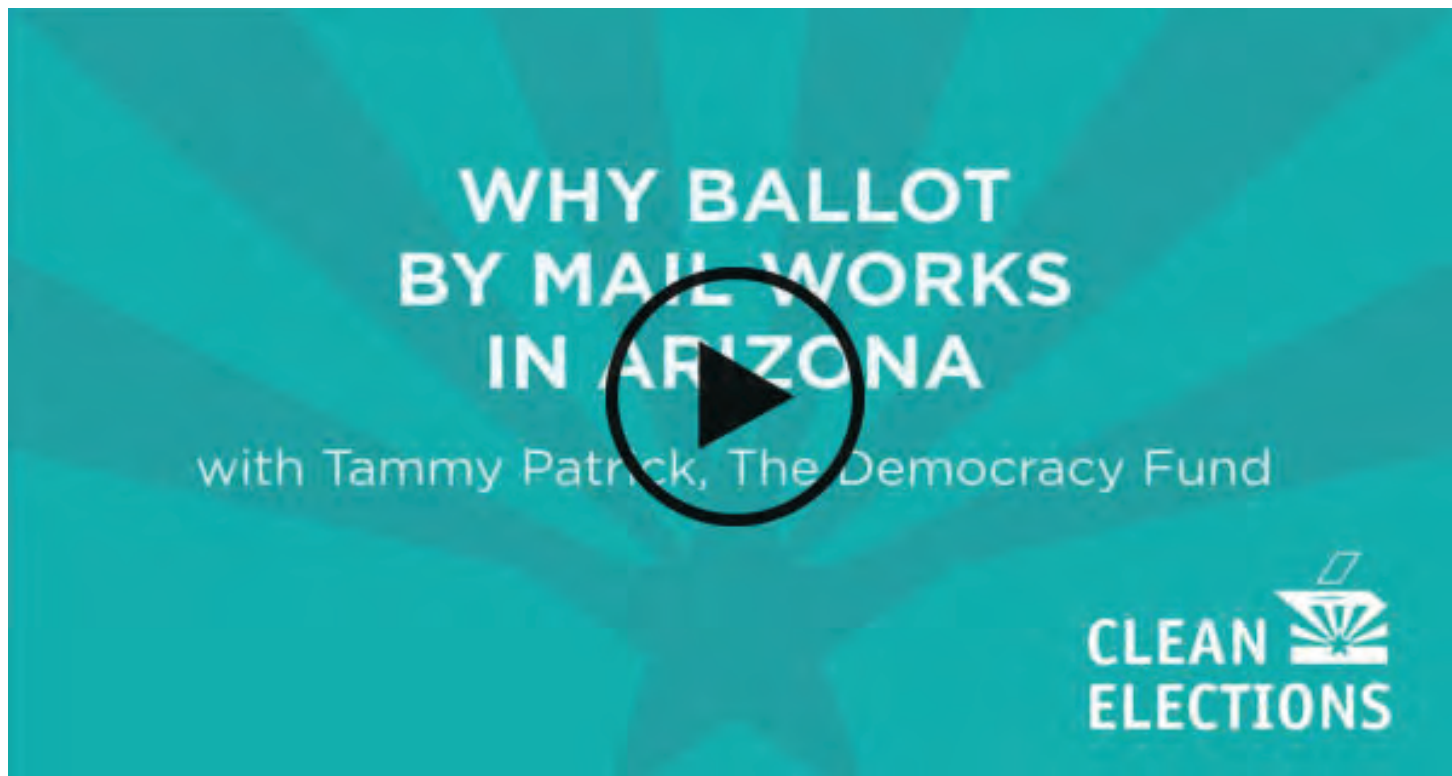 WHY BALLOT
BY MAIL WORKS
IN ARIZONA
with Tammy Patrick, The Democracy Fund
CLEAN
ELECTIONS